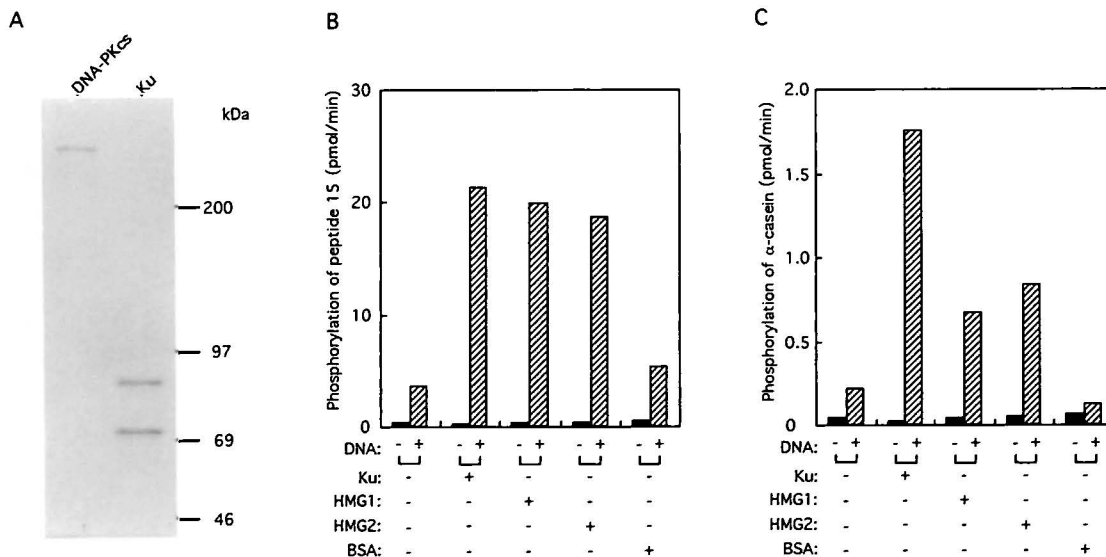 A
DNA-PKcs
Ku
kDa
200
97
69
46
B
Phosphorylation of peptide 15 (pmol/min)
30
20
10
0
DNA: - + - + - + - + - +
Ku: - + - - -
HMG1: - - + - -
HMG2: - - - + -
BSA: - - - - +
C
Phosphorylation of α-casein (pmol/min)
2.0
1.5
1.0
0.5
0
DNA: - + - + - + - + - +
Ku: - + - - -
HMG1: - - + - -
HMG2: - - - + -
BSA: - - - - +